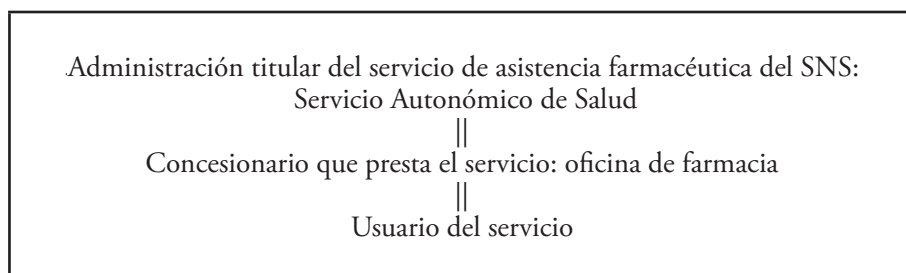 Administración titular del servicio de asistencia farmacéutica del SNS:
Servicio Autonómico de Salud
||
Concesionario que presta el servicio: oficina de farmacia
||
Usuario del servicio